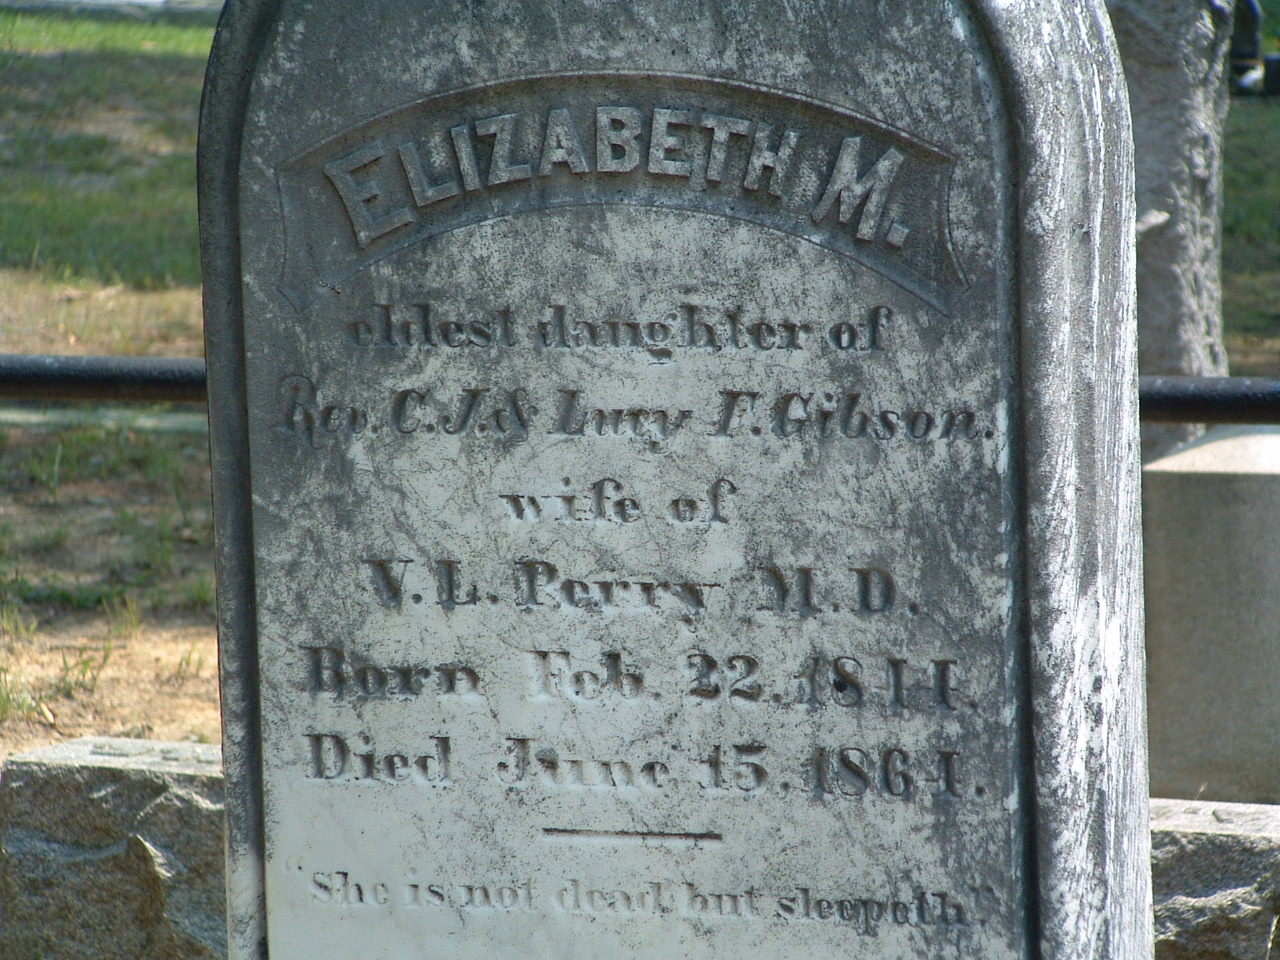 ELIZABETH M.
eldest daughter of
Rev. C. J. & Lucy F. Gibson.
wife of
V. L. Perry M. D.
Born Feb. 22. 1844.
Died June 15. 1864.
She is not dead but sleepeth